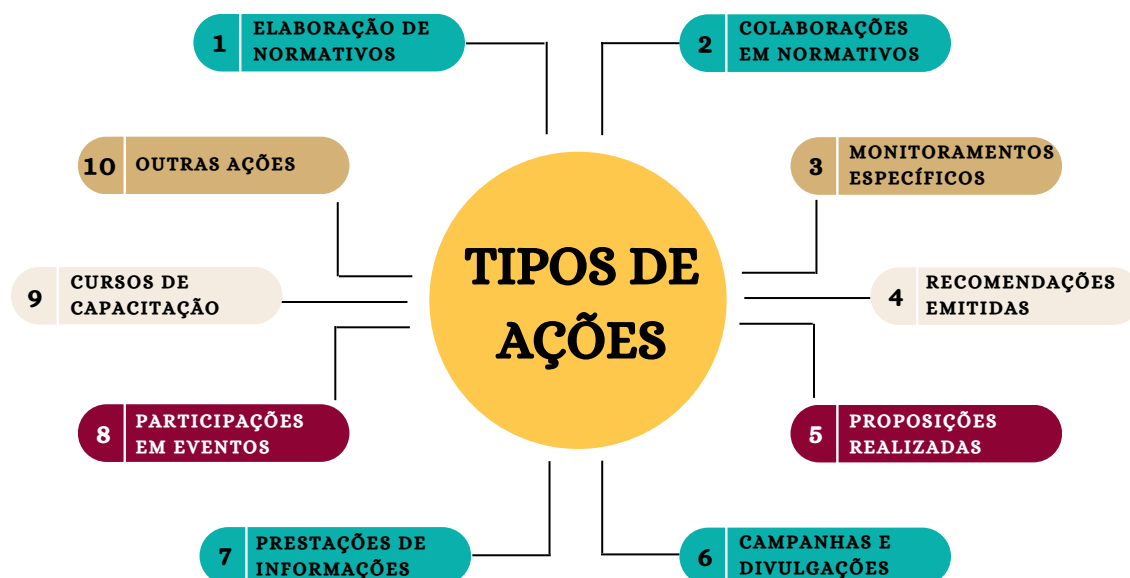 TIPOS DE
AÇÕES
1 ELABORAÇÃO DE
NORMATIVOS
2 COLABORAÇÕES
EM NORMATIVOS
3 MONITORAMENTOS
ESPECÍFICOS
4 RECOMENDAÇÕES
EMITIDAS
5 PROPOSIÇÕES
REALIZADAS
6 CAMPANHAS E
DIVULGAÇÕES
7 PRESTAÇÕES DE
INFORMAÇÕES
8 PARTICIPAÇÕES
EM EVENTOS
9 CURSOS DE
CAPACITAÇÃO
10 OUTRAS AÇÕES